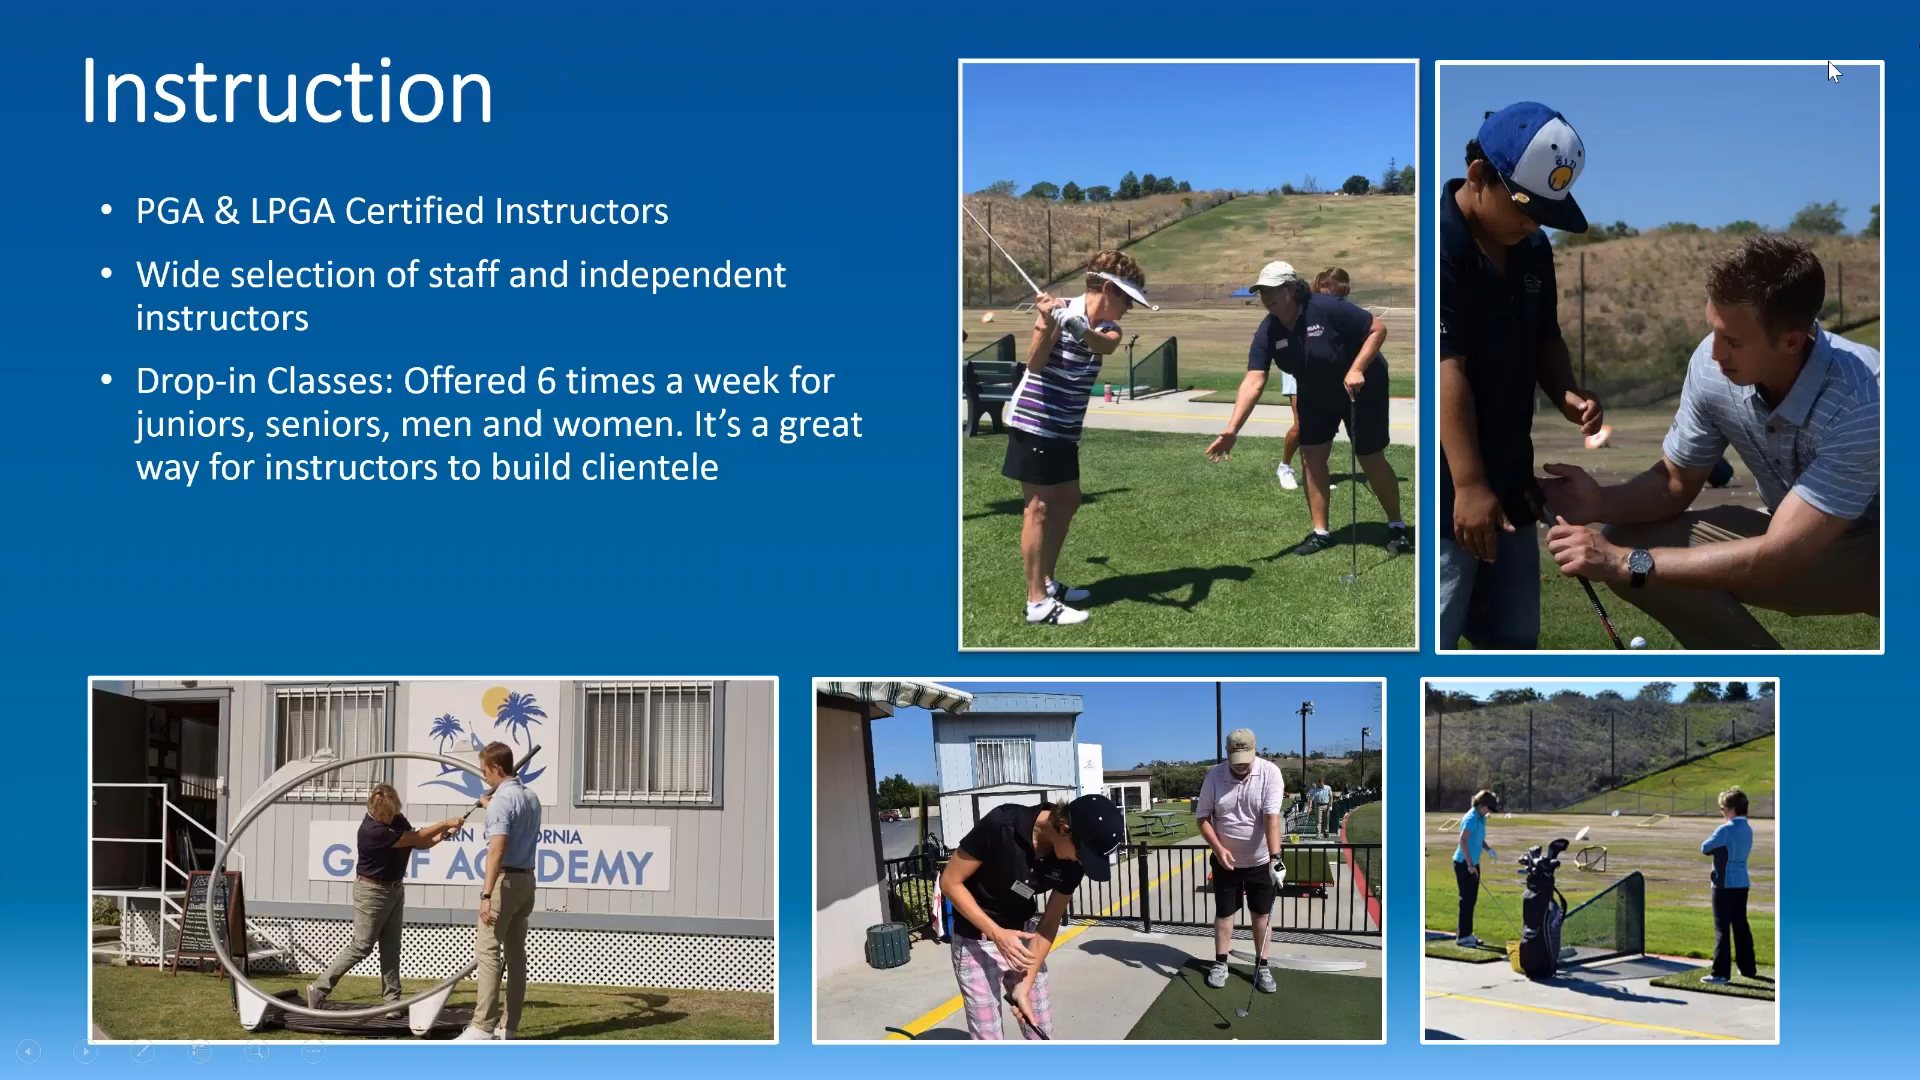 Instruction
• PGA & LPGA Certified Instructors
• Wide selection of staff and independent
instructors
• Drop-in Classes: Offered 6 times a week for
juniors, seniors, men and women. It’s a great
way for instructors to build clientele
ACADEMY